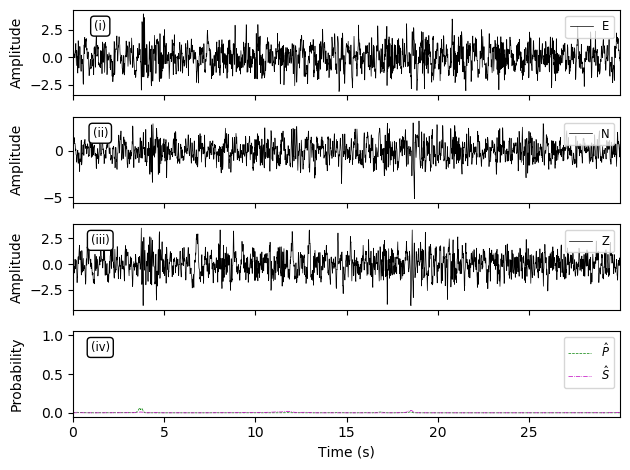 (i)
E
Amplitude
2.5
0.0
−2.5
(ii)
N
Amplitude
0
−5
(iii)
Z
Amplitude
2.5
0.0
−2.5
(iv)
P̂
Ŝ
Probability
1.0
0.5
0.0
0 5 10 15 20 25
Time (s)